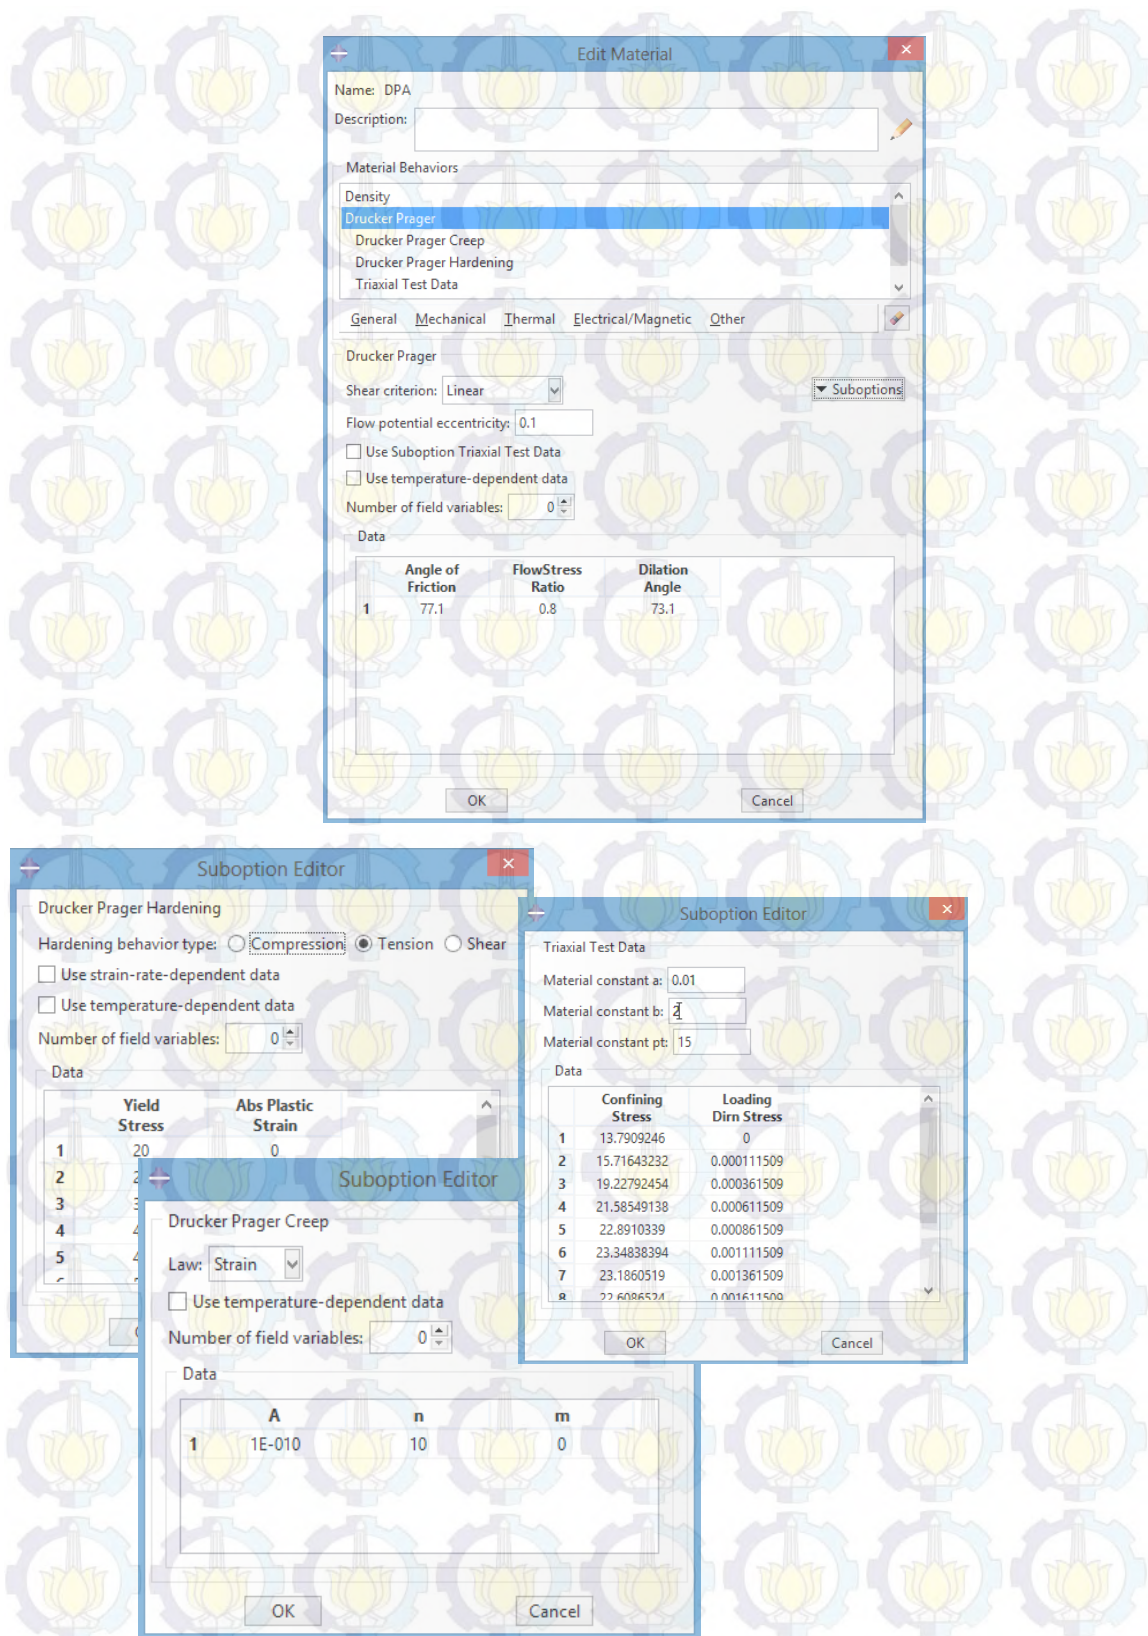 Edit Material
Name: DPA
Description:
Material Behaviors
Density
Drucker Prager
Drucker Prager Creep
Drucker Prager Hardening
Triaxial Test Data
General Mechanical Thermal Electrical/Magnetic Other
Drucker Prager
Shear criterion: Linear
Suboptions
Flow potential eccentricity: 0.1
Use Suboption Triaxial Test Data
Use temperature-dependent data
Number of field variables: 0
Data
Angle of FlowStress Dilation
Friction Ratio Angle
1 77.1 0.8 73.1
OK Cancel
Suboption Editor
Drucker Prager Hardening
Hardening behavior type: Compression Tension Shear
Use strain-rate-dependent data
Use temperature-dependent data
Number of field variables: 0
Data
Yield Abs Plastic
Stress Strain
1 20 0
2
3
4
5
Suboption Editor
Triaxial Test Data
Material constant a: 0.01
Material constant b: 2
Material constant pt: 15
Data
Confining Loading
Stress Dirn Stress
1 13.7909246 0
2 15.71643232 0.000111509
3 19.22792454 0.000361509
4 21.58549138 0.000611509
5 22.8910339 0.000861509
6 23.34838394 0.001111509
7 23.1860519 0.001361509
8 22.6086524 0.001611509
OK Cancel
Suboption Editor
Drucker Prager Creep
Law: Strain
Use temperature-dependent data
Number of field variables: 0
Data
A n m
1 1E-010 10 0
OK Cancel